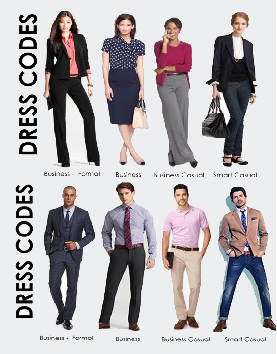 DRESS CODES
Business - Formal
Business
Business Casual
Smart Casual
DRESS CODES
Business - Formal
Business
Business Casual
Smart Casual